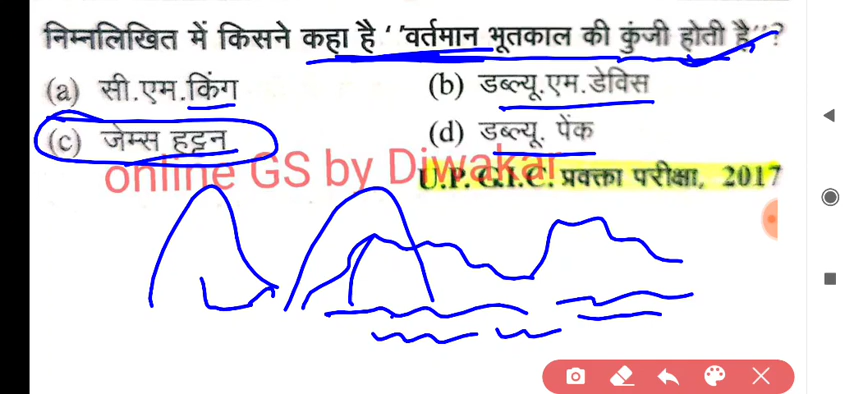 निम्नलिखित में किसने कहा है ‘‘वर्तमान भूतकाल की कुंजी होती है’’?
(a) सी.एम.किंग (b) डब्ल्यू.एम.डेविस
(c) जेम्स हट्टन (d) डब्ल्यू. पेंक
online GS by Diwakar
U.P. G.I.C. प्रवक्ता परीक्षा, 2017